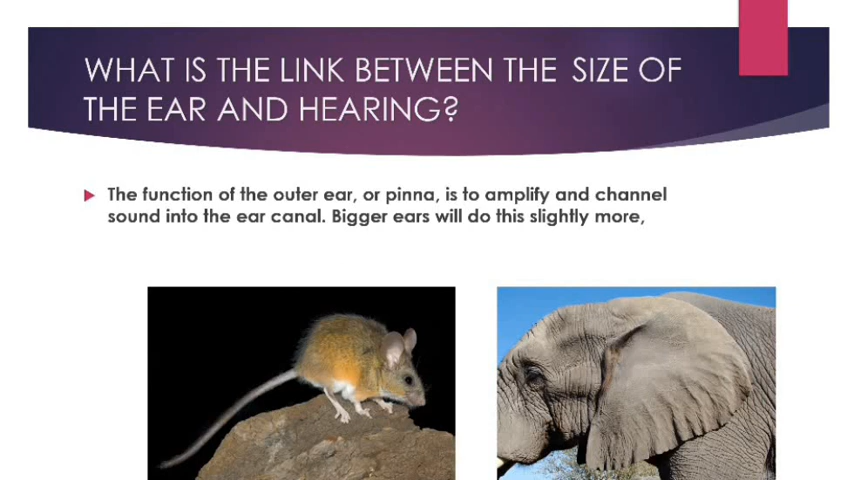 WHAT IS THE LINK BETWEEN THE SIZE OF
THE EAR AND HEARING?
The function of the outer ear, or pinna, is to amplify and channel
sound into the ear canal. Bigger ears will do this slightly more,